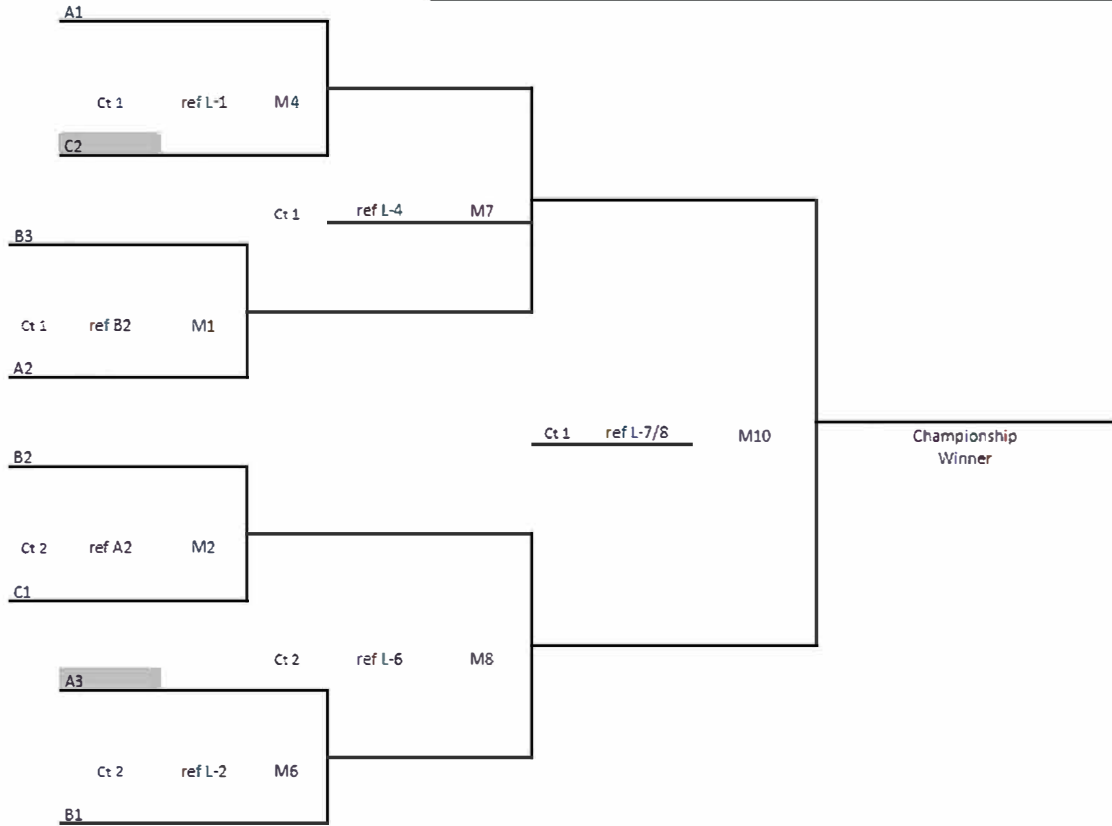 A1
Ct 1 ref L-1 M4
C2
Ct 1 ref L-4 M7
B3
Ct 1 ref B2 M1
A2
Ct 1 ref L-7/8 M10
Championship
Winner
B2
Ct 2 ref A2 M2
C1
Ct 2 ref L-6 M8
A3
Ct 2 ref L-2 M6
B1